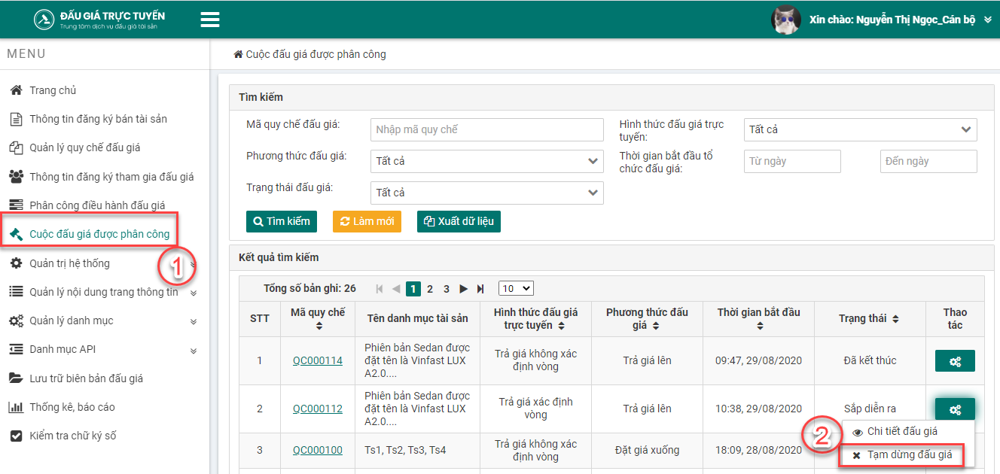 ĐẤU GIÁ TRỰC TUYẾN
Trung tâm dịch vụ đấu giá tài sản
Xin chào: Nguyễn Thị Ngọc_Cán bộ
MENU
Trang chủ
Thông tin đăng ký bán tài sản
Quản lý quy chế đấu giá
Thông tin đăng ký tham gia đấu giá
Phân công điều hành đấu giá
Cuộc đấu giá được phân công
Quản trị hệ thống
1
Quản lý nội dung trang thông tin
Quản lý danh mục
Danh mục API
Lưu trữ biên bản đấu giá
Thống kê, báo cáo
Kiểm tra chữ ký số
Cuộc đấu giá được phân công
Tìm kiếm
Mã quy chế đấu giá:
Nhập mã quy chế
Hình thức đấu giá trực
tuyến:
Tất cả
Phương thức đấu giá:
Tất cả
Thời gian bắt đầu tổ
chức đấu giá:
Từ ngày
Đến ngày
Trạng thái đấu giá:
Tất cả
Tìm kiếm
Làm mới
Xuất dữ liệu
Kết quả tìm kiếm
Tổng số bản ghi: 26
1 2 3
10
STT
Mã quy chế
Tên danh mục tài sản
Hình thức đấu giá
trực tuyến
Phương thức đấu
giá
Thời gian bắt đầu
Trạng thái
Thao
tác
1
QC000114
Phiên bản Sedan được
đặt tên là Vinfast LUX
A2.0....
Trả giá không xác
định vòng
Trả giá lên
09:47, 29/08/2020
Đã kết thúc
2
QC000112
Phiên bản Sedan được
đặt tên là Vinfast LUX
A2.0....
Trả giá xác định
vòng
Trả giá lên
10:38, 29/08/2020
Sắp diễn ra
3
QC000100
Ts1, Ts2, Ts3, Ts4
Trả giá không xác
định vòng
Đặt giá xuống
18:09, 28/08/2020
2
Chi tiết đấu giá
Tạm dừng đấu giá